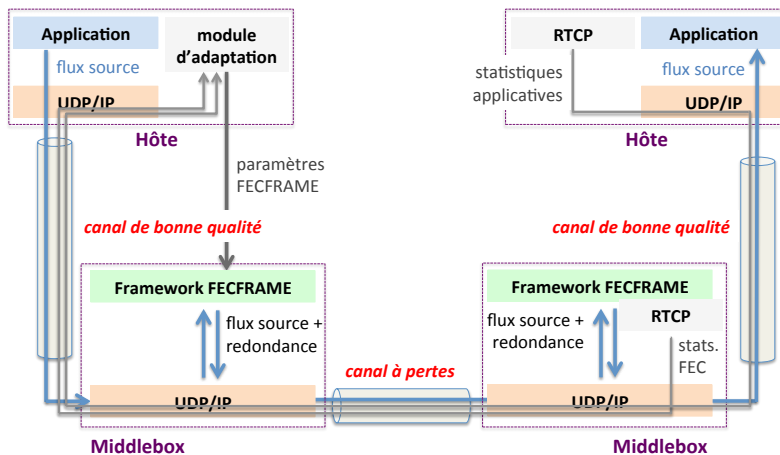 Application
module
d'adaptation
flux source
UDP/IP
Hôte
RTCP
Application
statistiques
applicatives
flux source
UDP/IP
Hôte
paramètres
FECFRAME
canal de bonne qualité
canal de bonne qualité
Framework FECFRAME
flux source +
redondance
UDP/IP
Middlebox
canal à pertes
Framework FECFRAME
RTCP
flux source +
redondance
stats.
FEC
UDP/IP
Middlebox